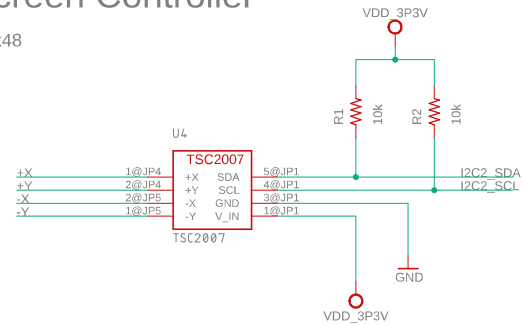 creen Controller
x48
VDD_3P3V
R1
10k
R2
10k
U4
TSC2007
+X 1@JP4 +X SDA 5@JP1 I2C2_SDA
+Y 2@JP4 +Y SCL 4@JP1 I2C2_SCL
-X 2@JP5 -X GND 3@JP1
-Y 1@JP5 -Y V_IN 1@JP1
TSC2007
GND
VDD_3P3V